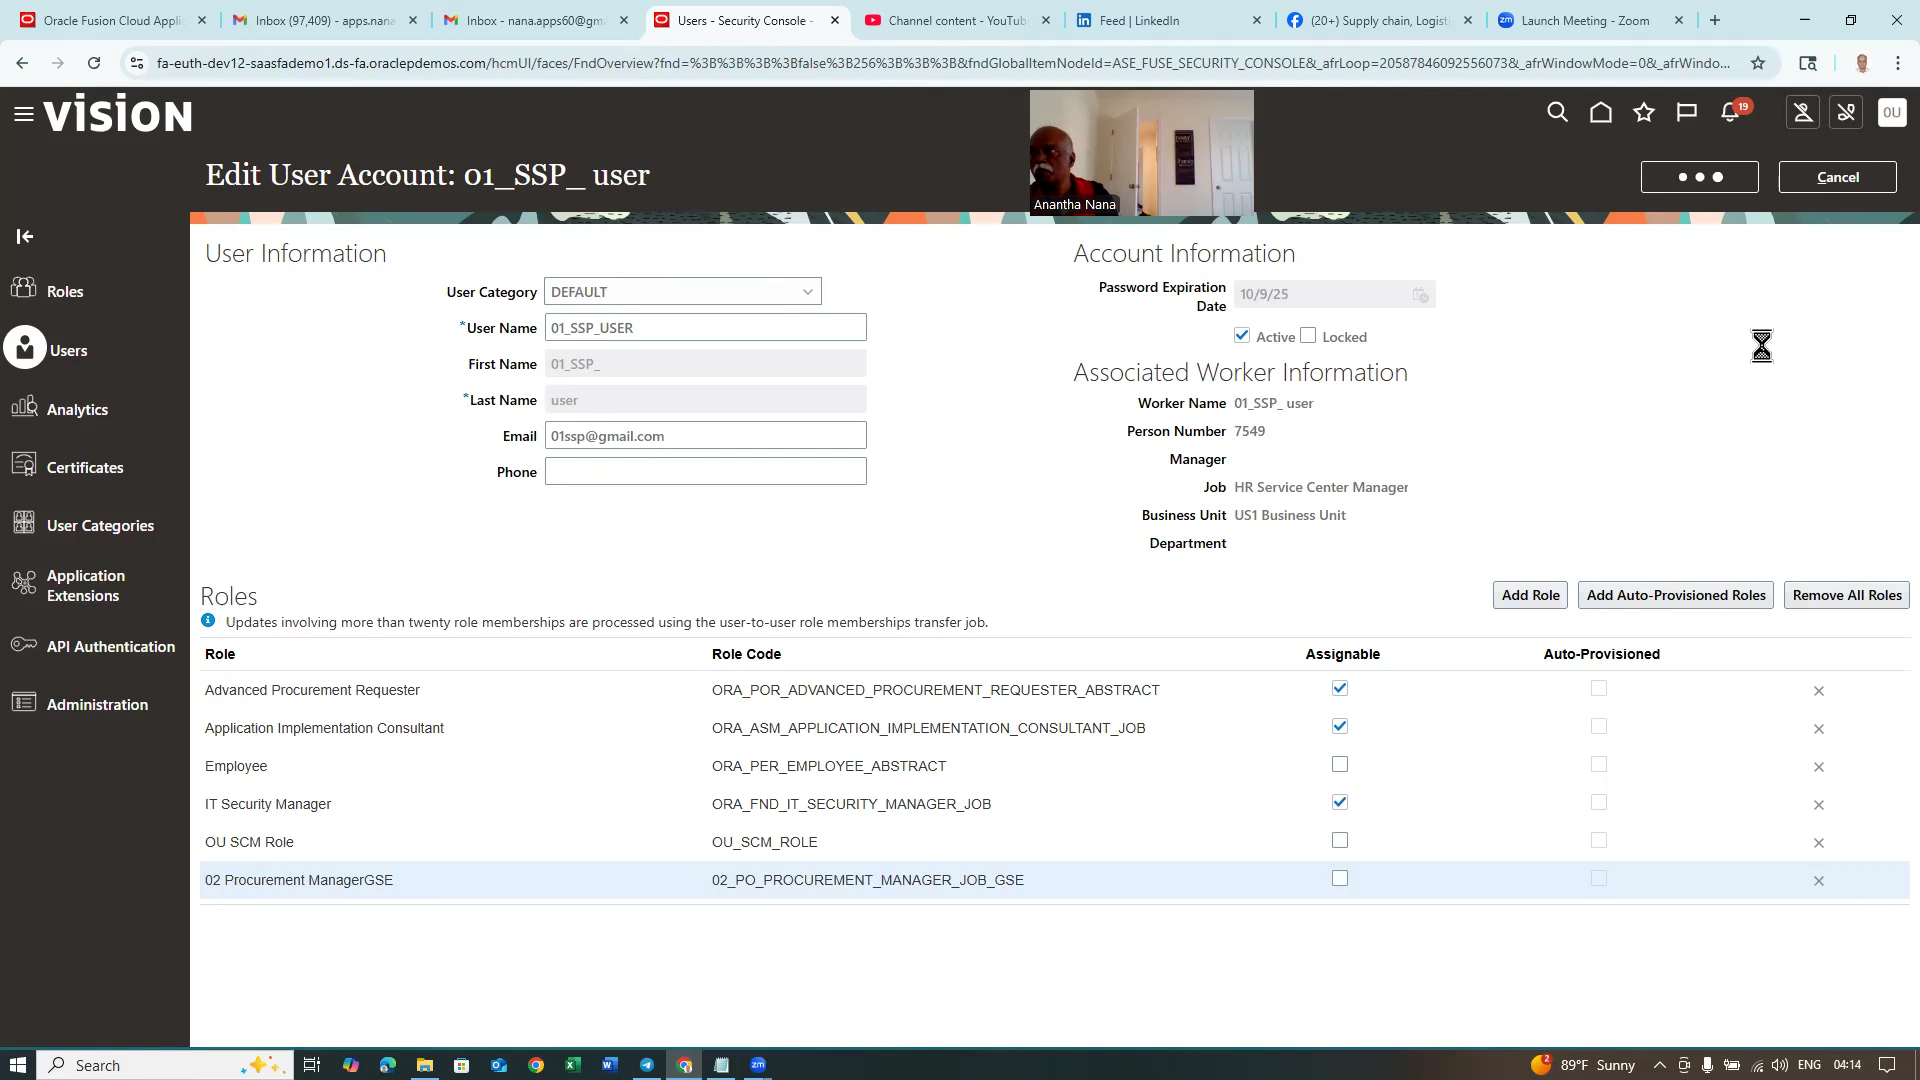 Oracle Fusion Cloud Applic
Inbox (97,409) - apps.nana
Inbox - nana.apps60@gma
Users - Security Console -
Channel content - YouTub
Feed | LinkedIn
(20+) Supply chain, Logisti
Launch Meeting - Zoom
fa-euth-dev12-saasfademo1.ds-fa.oraclepdemos.com/hcmUI/faces/FndOverview?fnd=%3B%3B%3B%3Bfalse%3B256%3B%3B%3B&fndGlobalItemNodeId=ASE_FUSE_SECURITY_CONSOLE&_afrLoop=2058784609255 6073&_afrWindowMode=0&_afrWindo...
VISION
19
OU
Edit User Account: 01_SSP_ user
Cancel
Anantha Nana
Roles
Users
Analytics
Certificates
User Categories
Application
Extensions
API Authentication
Administration
User Information
User Category DEFAULT
*User Name 01_SSP_USER
First Name 01_SSP_
*Last Name user
Email 01ssp@gmail.com
Phone
Account Information
Password Expiration
Date 10/9/25
Active Locked
Associated Worker Information
Worker Name 01_SSP_ user
Person Number 7549
Manager
Job HR Service Center Manager
Business Unit US1 Business Unit
Department
Roles
Add Role Add Auto-Provisioned Roles Remove All Roles
Updates involving more than twenty role memberships are processed using the user-to-user role memberships transfer job.
Role Role Code Assignable Auto-Provisioned
Advanced Procurement Requester ORA_POR_ADVANCED_PROCUREMENT_REQUESTER_ABSTRACT
Application Implementation Consultant ORA_ASM_APPLICATION_IMPLEMENTATION_CONSULTANT_JOB
Employee ORA_PER_EMPLOYEE_ABSTRACT
IT Security Manager ORA_FND_IT_SECURITY_MANAGER_JOB
OU SCM Role OU_SCM_ROLE
02 Procurement ManagerGSE 02_PO_PROCUREMENT_MANAGER_JOB_GSE
Search
2
89°F Sunny
ENG
04:14